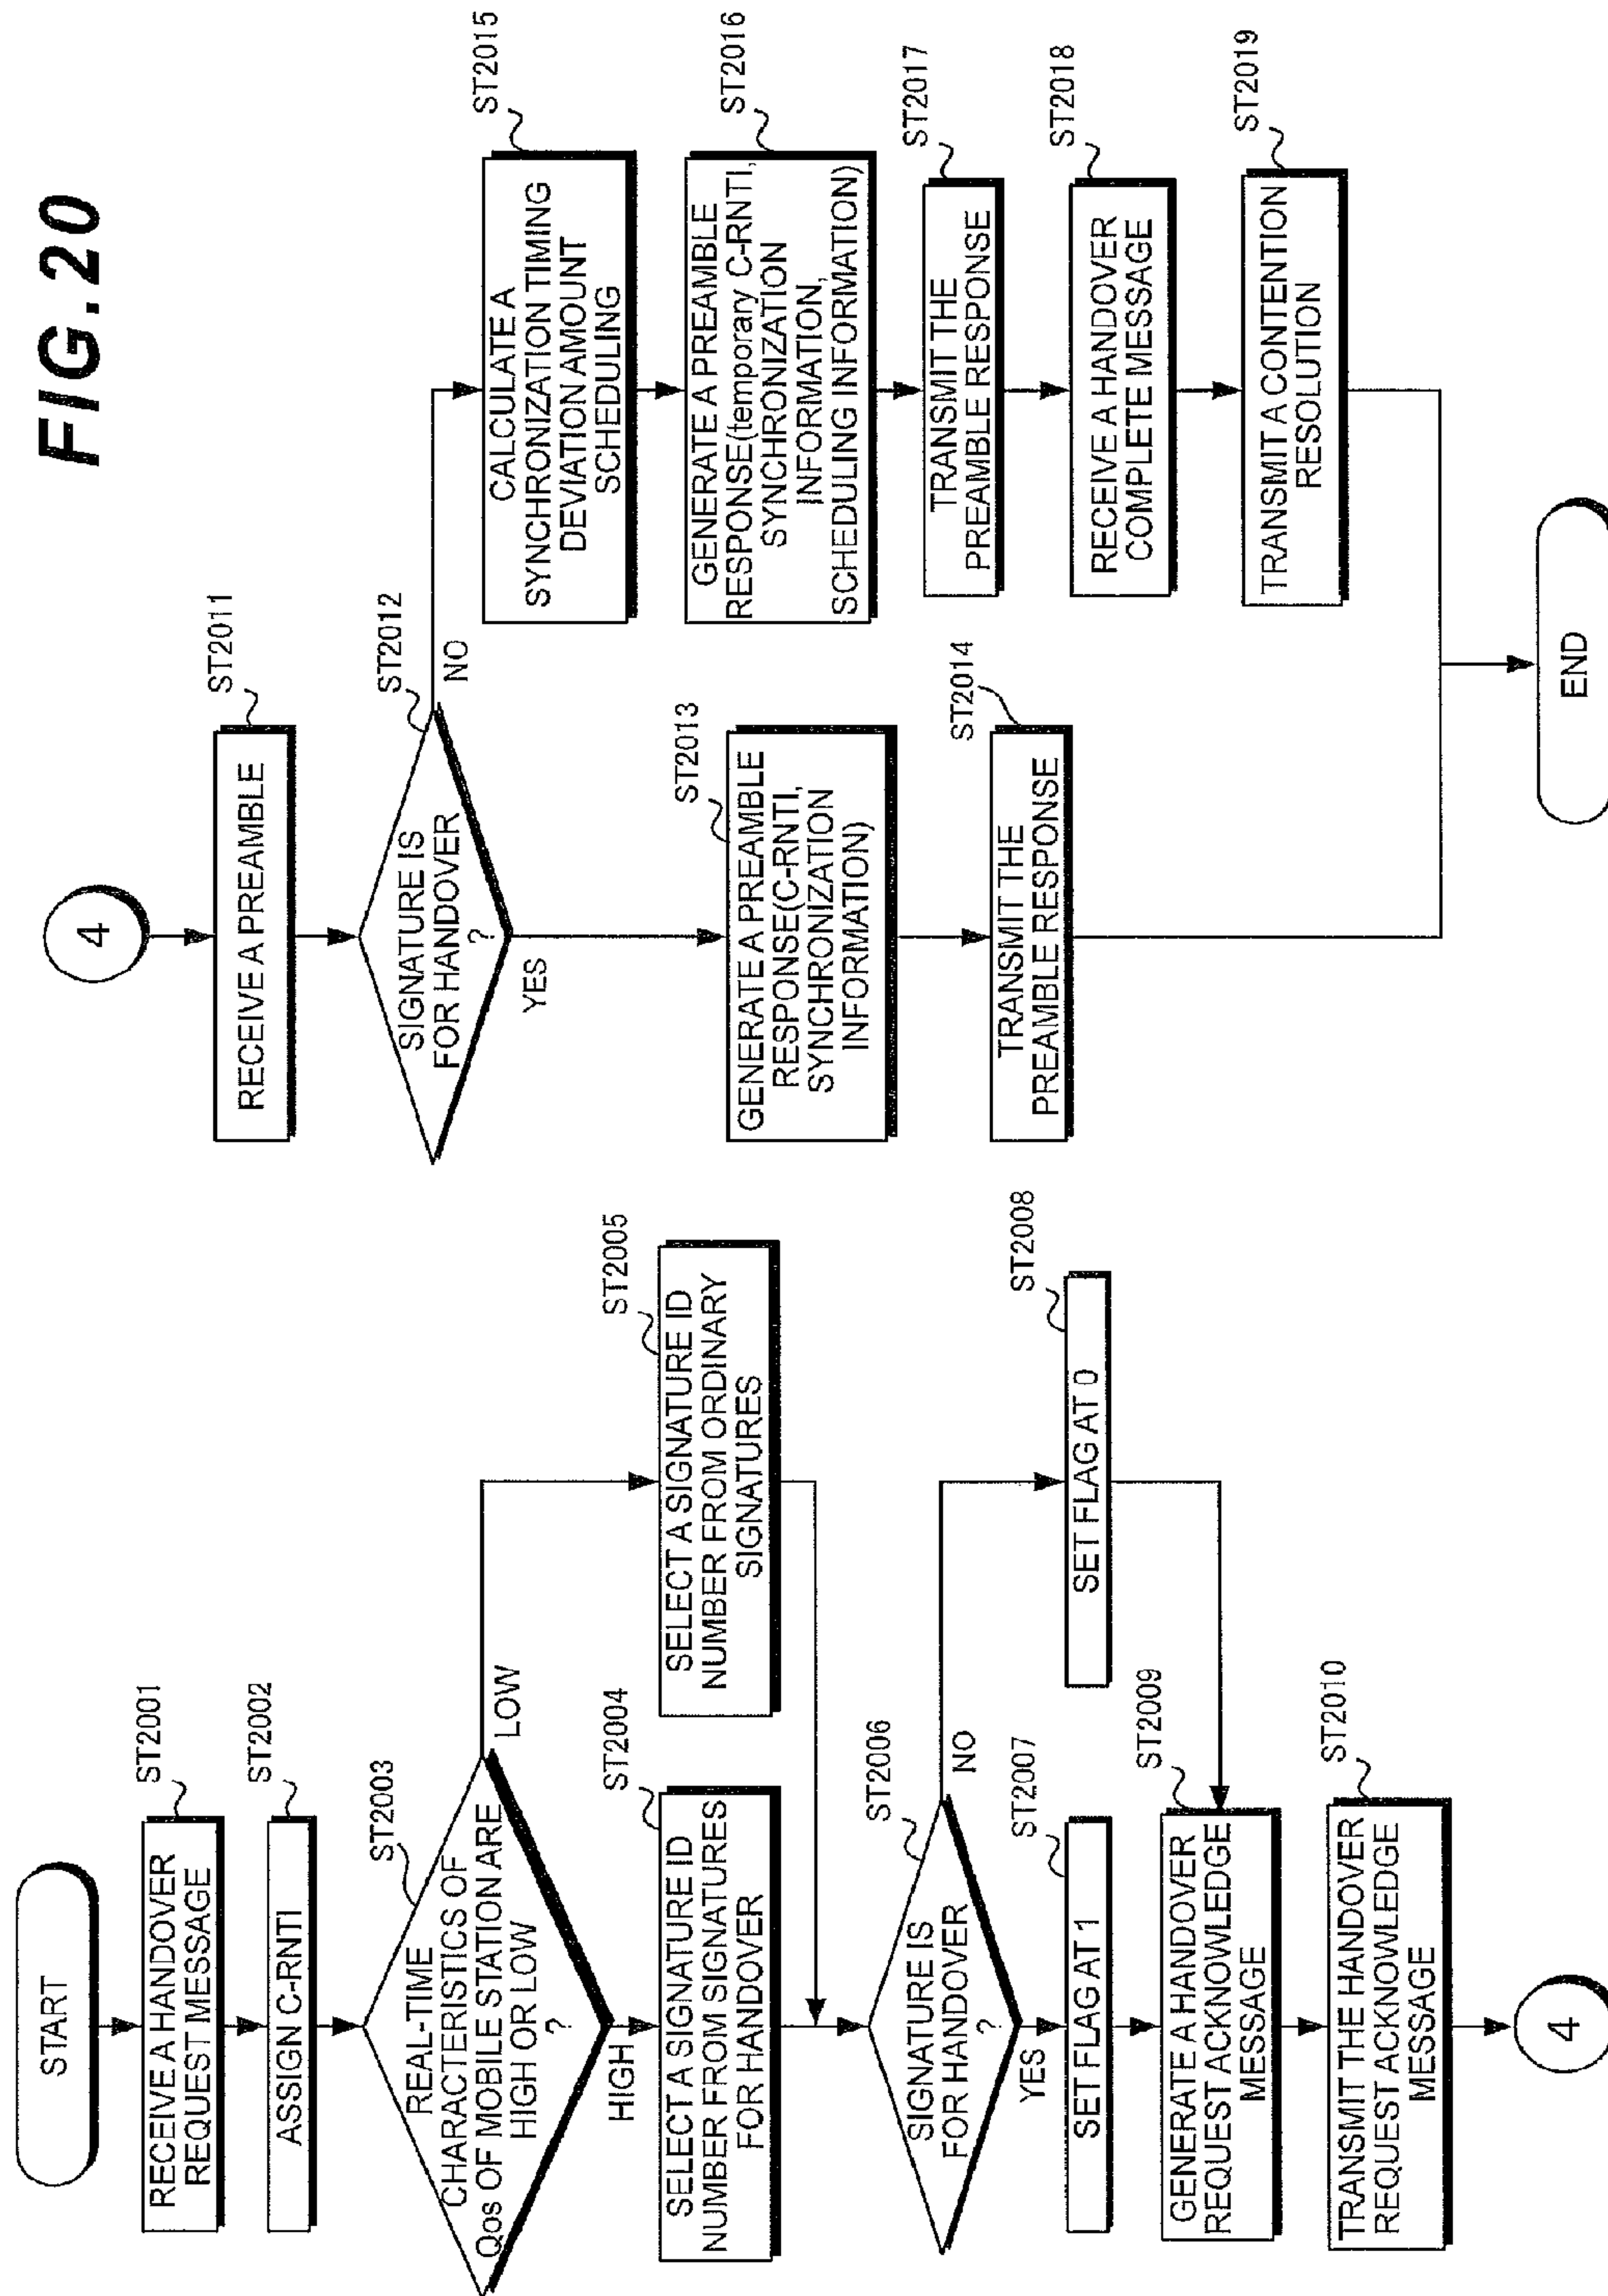 FIG.20
START
RECEIVE A HANDOVER
REQUEST MESSAGE
ST2001
ASSIGN C-RNTI
ST2002
REAL-TIME
CHARACTERISTICS OF
Qos OF MOBILE STATION ARE
HIGH OR LOW
?
ST2003
HIGH
LOW
SELECT A SIGNATURE ID
NUMBER FROM SIGNATURES
FOR HANDOVER
ST2004
SELECT A SIGNATURE ID
NUMBER FROM ORDINARY
SIGNATURES
ST2005
SIGNATURE IS
FOR HANDOVER
?
ST2006
YES
NO
SET FLAG AT 1
ST2007
SET FLAG AT 0
ST2008
GENERATE A HANDOVER
REQUEST ACKNOWLEDGE
MESSAGE
ST2009
TRANSMIT THE HANDOVER
REQUEST ACKNOWLEDGE
MESSAGE
ST2010
4
4
RECEIVE A PREAMBLE
ST2011
SIGNATURE IS
FOR HANDOVER
?
ST2012
YES
NO
GENERATE A PREAMBLE
RESPONSE(C-RNTI,
SYNCHRONIZATION
INFORMATION)
ST2013
TRANSMIT THE
PREAMBLE RESPONSE
ST2014
CALCULATE A
SYNCHRONIZATION TIMING
DEVIATION AMOUNT
SCHEDULING
ST2015
GENERATE A PREAMBLE
RESPONSE(temporary C-RNTI,
SYNCHRONIZATION
INFORMATION,
SCHEDULING INFORMATION)
ST2016
TRANSMIT THE
PREAMBLE RESPONSE
ST2017
RECEIVE A HANDOVER
COMPLETE MESSAGE
ST2018
TRANSMIT A CONTENTION
RESOLUTION
ST2019
END